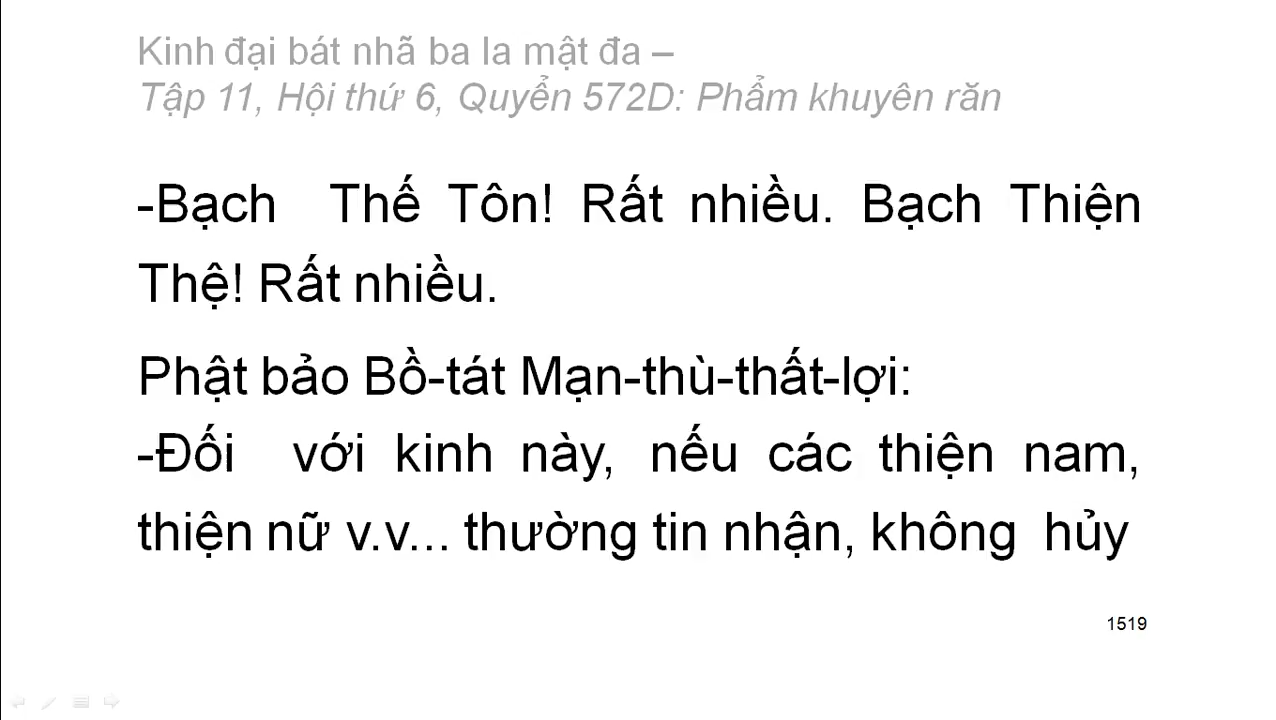 Kinh đại bát nhã ba la mật đa –
Tập 11, Hội thứ 6, Quyển 572D: Phẩm khuyên răn
-Bạch Thế Tôn! Rất nhiều. Bạch Thiện
Thệ! Rất nhiều.
Phật bảo Bồ-tát Mạn-thù-thất-lợi:
-Đối với kinh này, nếu các thiện nam,
thiện nữ v.v... thường tin nhận, không hủy
1519